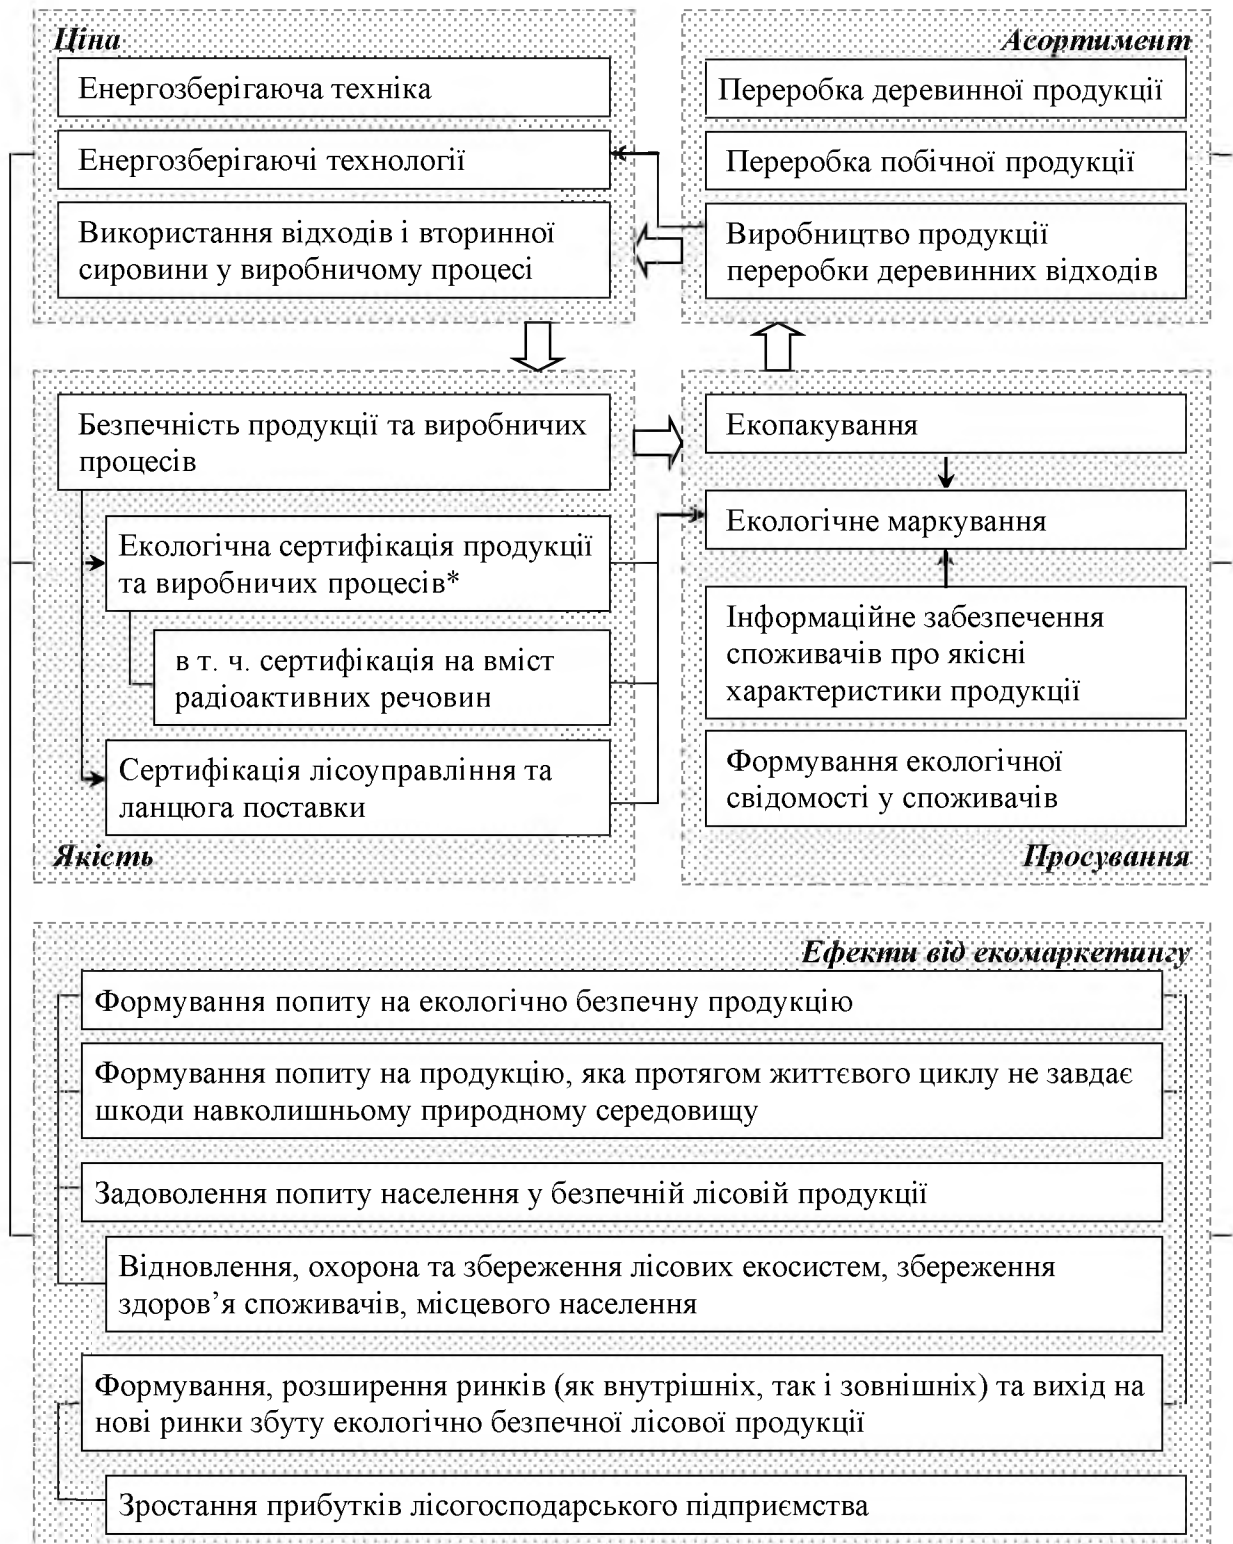 Ціна
Енергозберігаюча техніка
Енергозберігаючі технології
Використання відходів і вторинної
сировини у виробничому процесі
Асортимент
Переробка деревинної продукції
Переробка побічної продукції
Виробництво продукції
переробки деревинних відходів
Безпечність продукції та виробничих
процесів
Екологічна сертифікація продукції
та виробничих процесів*
в т. ч. сертифікація на вміст
радіоактивних речовин
Сертифікація лісоуправління та
ланцюга поставки
Якість
Екопакування
Екологічне маркування
Інформаційне забезпечення
споживачів про якісні
характеристики продукції
Формування екологічної
свідомості у споживачів
Просування
Ефекти від екомаркетингу
Формування попиту на екологічно безпечну продукцію
Формування попиту на продукцію, яка протягом життєвого циклу не завдає
шкоди навколишньому природному середовищу
Задоволення попиту населення у безпечній лісовій продукції
Відновлення, охорона та збереження лісових екосистем, збереження
здоров’я споживачів, місцевого населення
Формування, розширення ринків (як внутрішніх, так і зовнішніх) та вихід на
нові ринки збуту екологічно безпечної лісової продукції
Зростання прибутків лісогосподарського підприємства